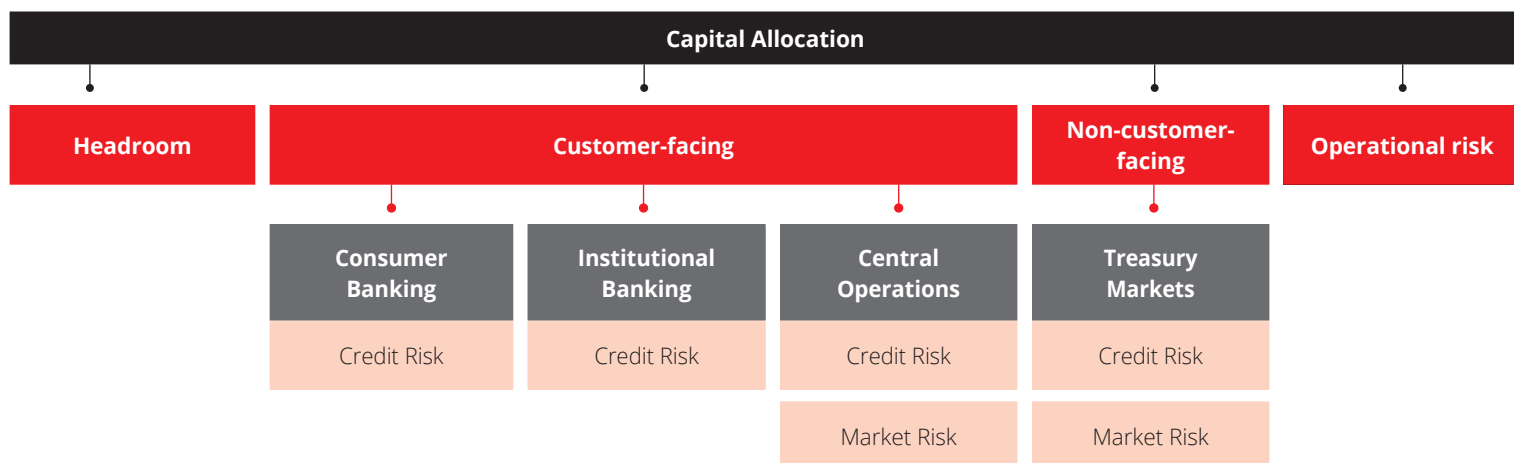 Capital Allocation
Headroom
Customer-facing
Non-customer-
facing
Operational risk
Consumer
Banking
Institutional
Banking
Central
Operations
Treasury
Markets
Credit Risk
Credit Risk
Credit Risk
Credit Risk
Market Risk
Market Risk